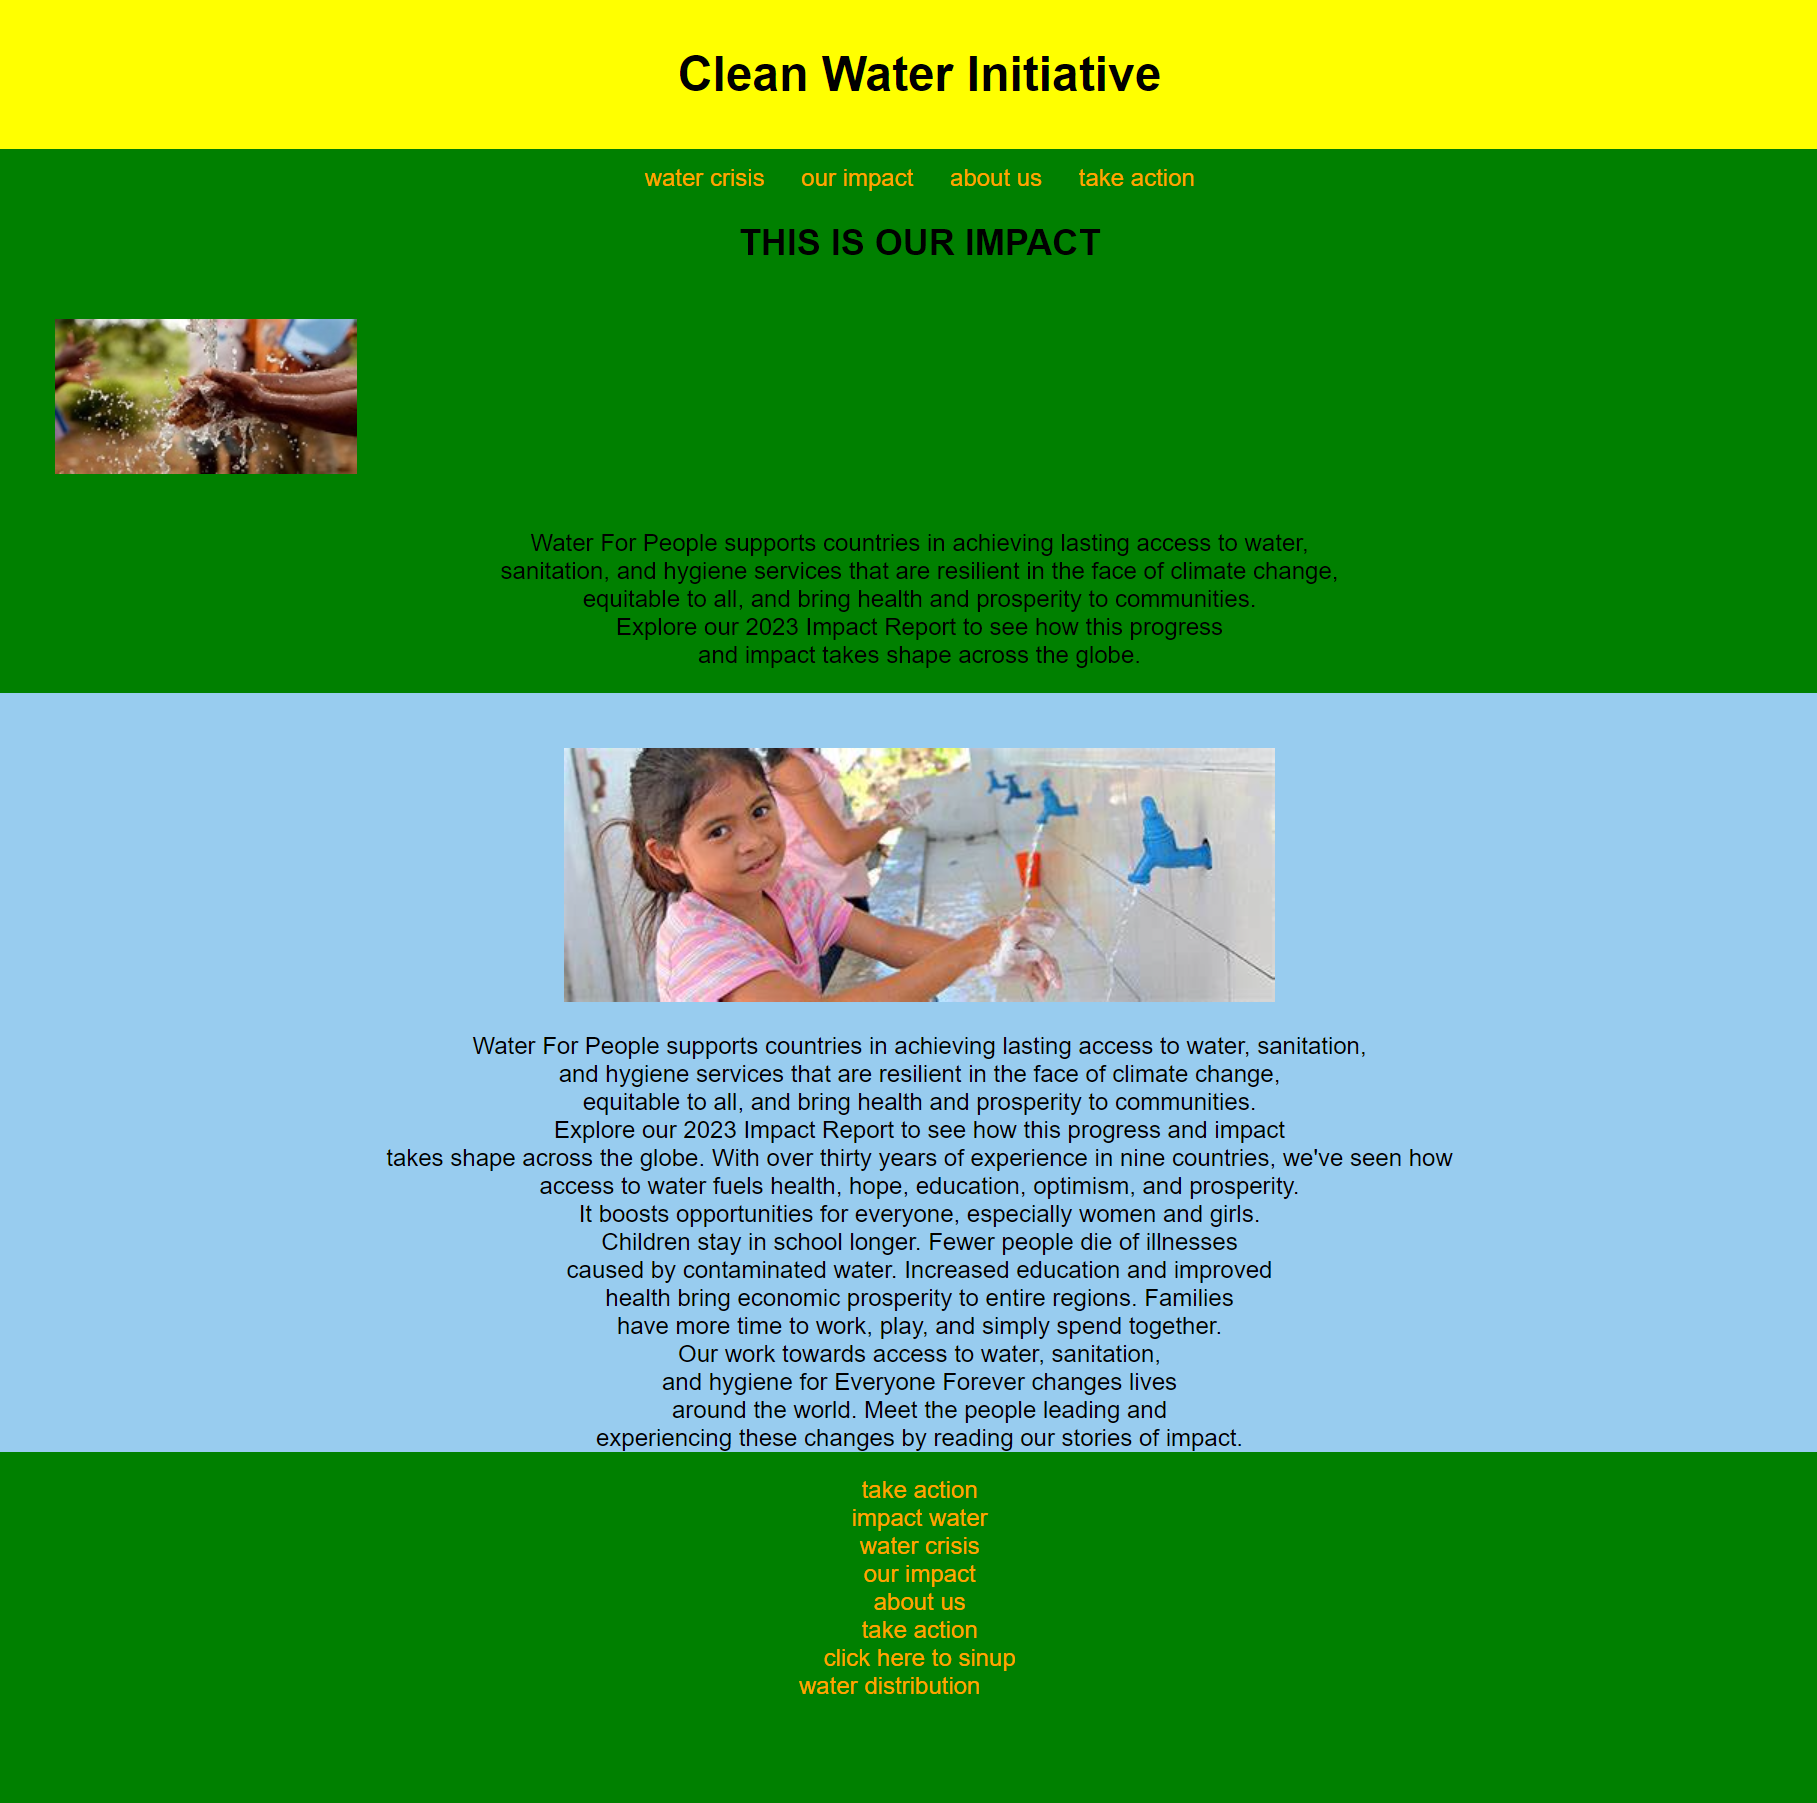 Clean Water Initiative
water crisis our impact about us take action
THIS IS OUR IMPACT
Water For People supports countries in achieving lasting access to water,
sanitation, and hygiene services that are resilient in the face of climate change,
equitable to all, and bring health and prosperity to communities.
Explore our 2023 Impact Report to see how this progress
and impact takes shape across the globe.
Water For People supports countries in achieving lasting access to water, sanitation,
and hygiene services that are resilient in the face of climate change,
equitable to all, and bring health and prosperity to communities.
Explore our 2023 Impact Report to see how this progress and impact
takes shape across the globe. With over thirty years of experience in nine countries, we've seen how
access to water fuels health, hope, education, optimism, and prosperity.
It boosts opportunities for everyone, especially women and girls.
Children stay in school longer. Fewer people die of illnesses
caused by contaminated water. Increased education and improved
health bring economic prosperity to entire regions. Families
have more time to work, play, and simply spend together.
Our work towards access to water, sanitation,
and hygiene for Everyone Forever changes lives
around the world. Meet the people leading and
experiencing these changes by reading our stories of impact.
take action
impact water
water crisis
our impact
about us
take action
click here to sinup
water distribution